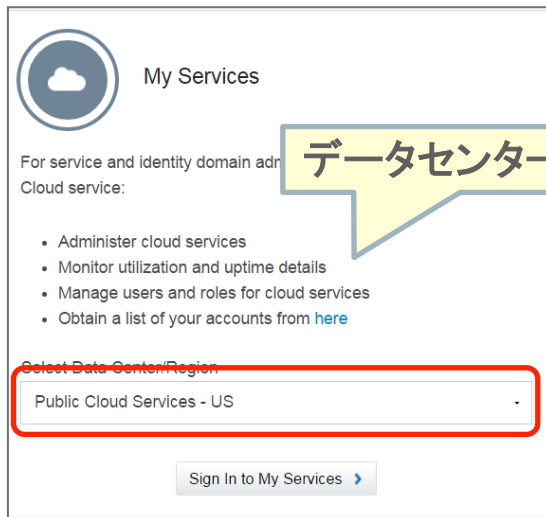 My Services
データセンター
For service and identity domain adm
Cloud service:
• Administer cloud services
• Monitor utilization and uptime details
• Manage users and roles for cloud services
• Obtain a list of your accounts from here
Select Data Center/Region
Public Cloud Services - US
Sign In to My Services